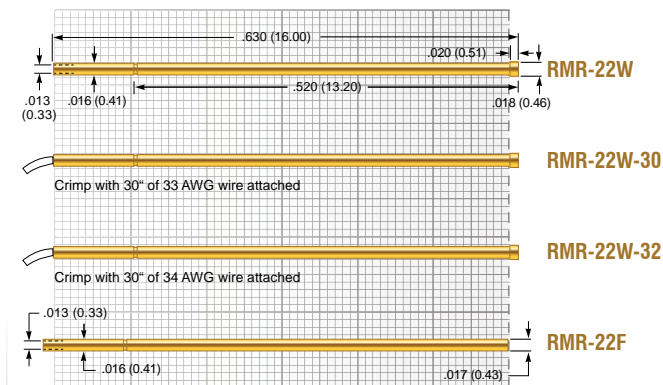 .630 (16.00)
.020 (0.51)
RMR-22W
.013
(0.33)
.016 (0.41)
.520 (13.20)
.018 (0.46)
RMR-22W-30
Crimp with 30“ of 33 AWG wire attached
RMR-22W-32
Crimp with 30“ of 34 AWG wire attached
.013 (0.33)
RMR-22F
.016 (0.41)
.017 (0.43)